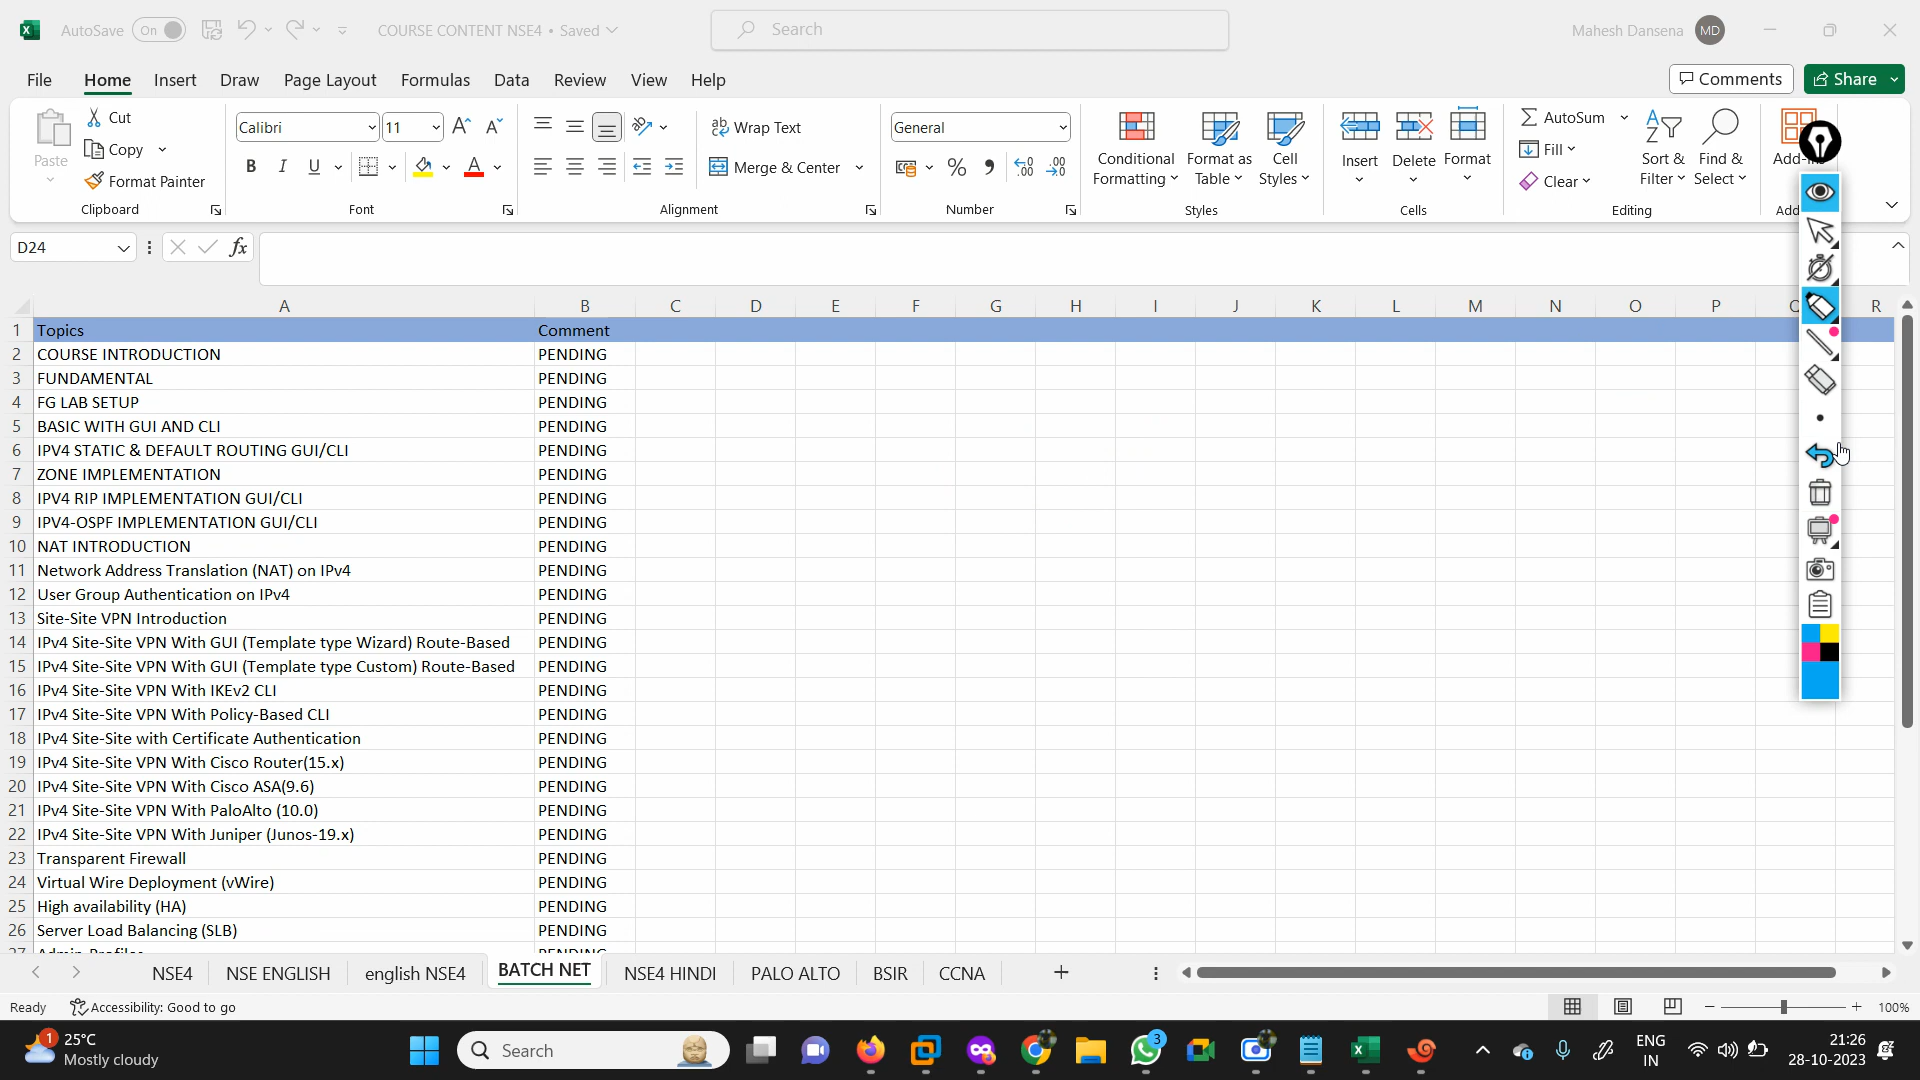 AutoSave On COURSE CONTENT NSE4 • Saved Search Mahesh Dansena MD
File Home Insert Draw Page Layout Formulas Data Review View Help Comments Share
Paste
Cut
Copy
Format Painter
Clipboard
Calibri 11
B I U
Font
Wrap Text
Merge & Center
Alignment
General
Number
Conditional Formatting
Format as Table
Cell Styles
Styles
Insert
Delete
Format
Cells
AutoSum
Fill
Clear
Sort & Filter
Find & Select
Editing
D24 fx
A B C D E F G H I J K L M N O P R
1 Topics Comment
2 COURSE INTRODUCTION PENDING
3 FUNDAMENTAL PENDING
4 FG LAB SETUP PENDING
5 BASIC WITH GUI AND CLI PENDING
6 IPV4 STATIC & DEFAULT ROUTING GUI/CLI PENDING
7 ZONE IMPLEMENTATION PENDING
8 IPV4 RIP IMPLEMENTATION GUI/CLI PENDING
9 IPV4-OSPF IMPLEMENTATION GUI/CLI PENDING
10 NAT INTRODUCTION PENDING
11 Network Address Translation (NAT) on IPv4 PENDING
12 User Group Authentication on IPv4 PENDING
13 Site-Site VPN Introduction PENDING
14 IPv4 Site-Site VPN With GUI (Template type Wizard) Route-Based PENDING
15 IPv4 Site-Site VPN With GUI (Template type Custom) Route-Based PENDING
16 IPv4 Site-Site VPN With IKEv2 CLI PENDING
17 IPv4 Site-Site VPN With Policy-Based CLI PENDING
18 IPv4 Site-Site with Certificate Authentication PENDING
19 IPv4 Site-Site VPN With Cisco Router(15.x) PENDING
20 IPv4 Site-Site VPN With Cisco ASA(9.6) PENDING
21 IPv4 Site-Site VPN With PaloAlto (10.0) PENDING
22 IPv4 Site-Site VPN With Juniper (Junos-19.x) PENDING
23 Transparent Firewall PENDING
24 Virtual Wire Deployment (vWire) PENDING
25 High availability (HA) PENDING
26 Server Load Balancing (SLB) PENDING
NSE4 NSE ENGLISH english NSE4 BATCH NET NSE4 HINDI PALO ALTO BSIR CCNA
Ready Accessibility: Good to go 100%
1 25°C
Mostly cloudy
Search
3
ENG
IN
21:26
28-10-2023